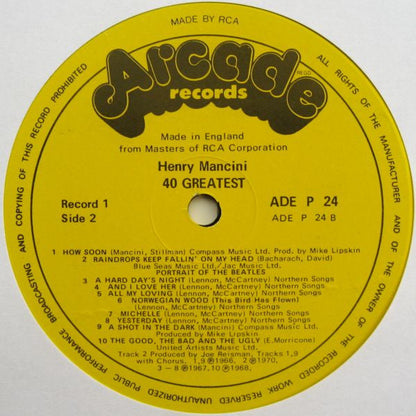 MADE BY RCA
Arcade
REGD
records
Made in England
from Masters of RCA Corporation
Henry Mancini
40 GREATEST
Record 1
Side 2
ADE P 24
ADE P 24 B
1 HOW SOON (Mancini, Stillman) Compass Music Ltd. Prod. by Mike Lipskin
2 RAINDROPS KEEP FALLIN' ON MY HEAD (Bacharach, David)
Blue Seas Music Ltd./Jac Music Ltd.
PORTRAIT OF THE BEATLES
3 A HARD DAY'S NIGHT (Lennon, McCartney) Northern Songs
4 AND I LOVE HER (Lennon, McCartney) Northern Songs
5 ALL MY LOVING (Lennon, McCartney) Northern Songs
6 NORWEGIAN WOOD (This Bird Has Flown)
(Lennon, McCartney) Northern Songs
7 MICHELLE (Lennon, McCartney) Northern Songs
8 YESTERDAY (Lennon, McCartney) Northern Songs
9 A SHOT IN THE DARK (Mancini) Compass Music Ltd,
Produced by Mike Lipskin
10 THE GOOD, THE BAD AND THE UGLY (E.Morricone)
United Artists Music Ltd.
Track 2 Produced by Joe Reisman, Tracks 1,9
with Chorus. 1,9 ℗1966, 2 ℗1970,
3 – 8 ℗1967, 10 ℗1968,
ALL RIGHTS OF THE MANUFACTURER AND OF THE OWNER OF THE RECORDED WORK RESERVED UNAUTHORIZED PUBLIC PERFORMANCE BROADCASTING AND COPYING OF THIS RECORD PROHIBITED